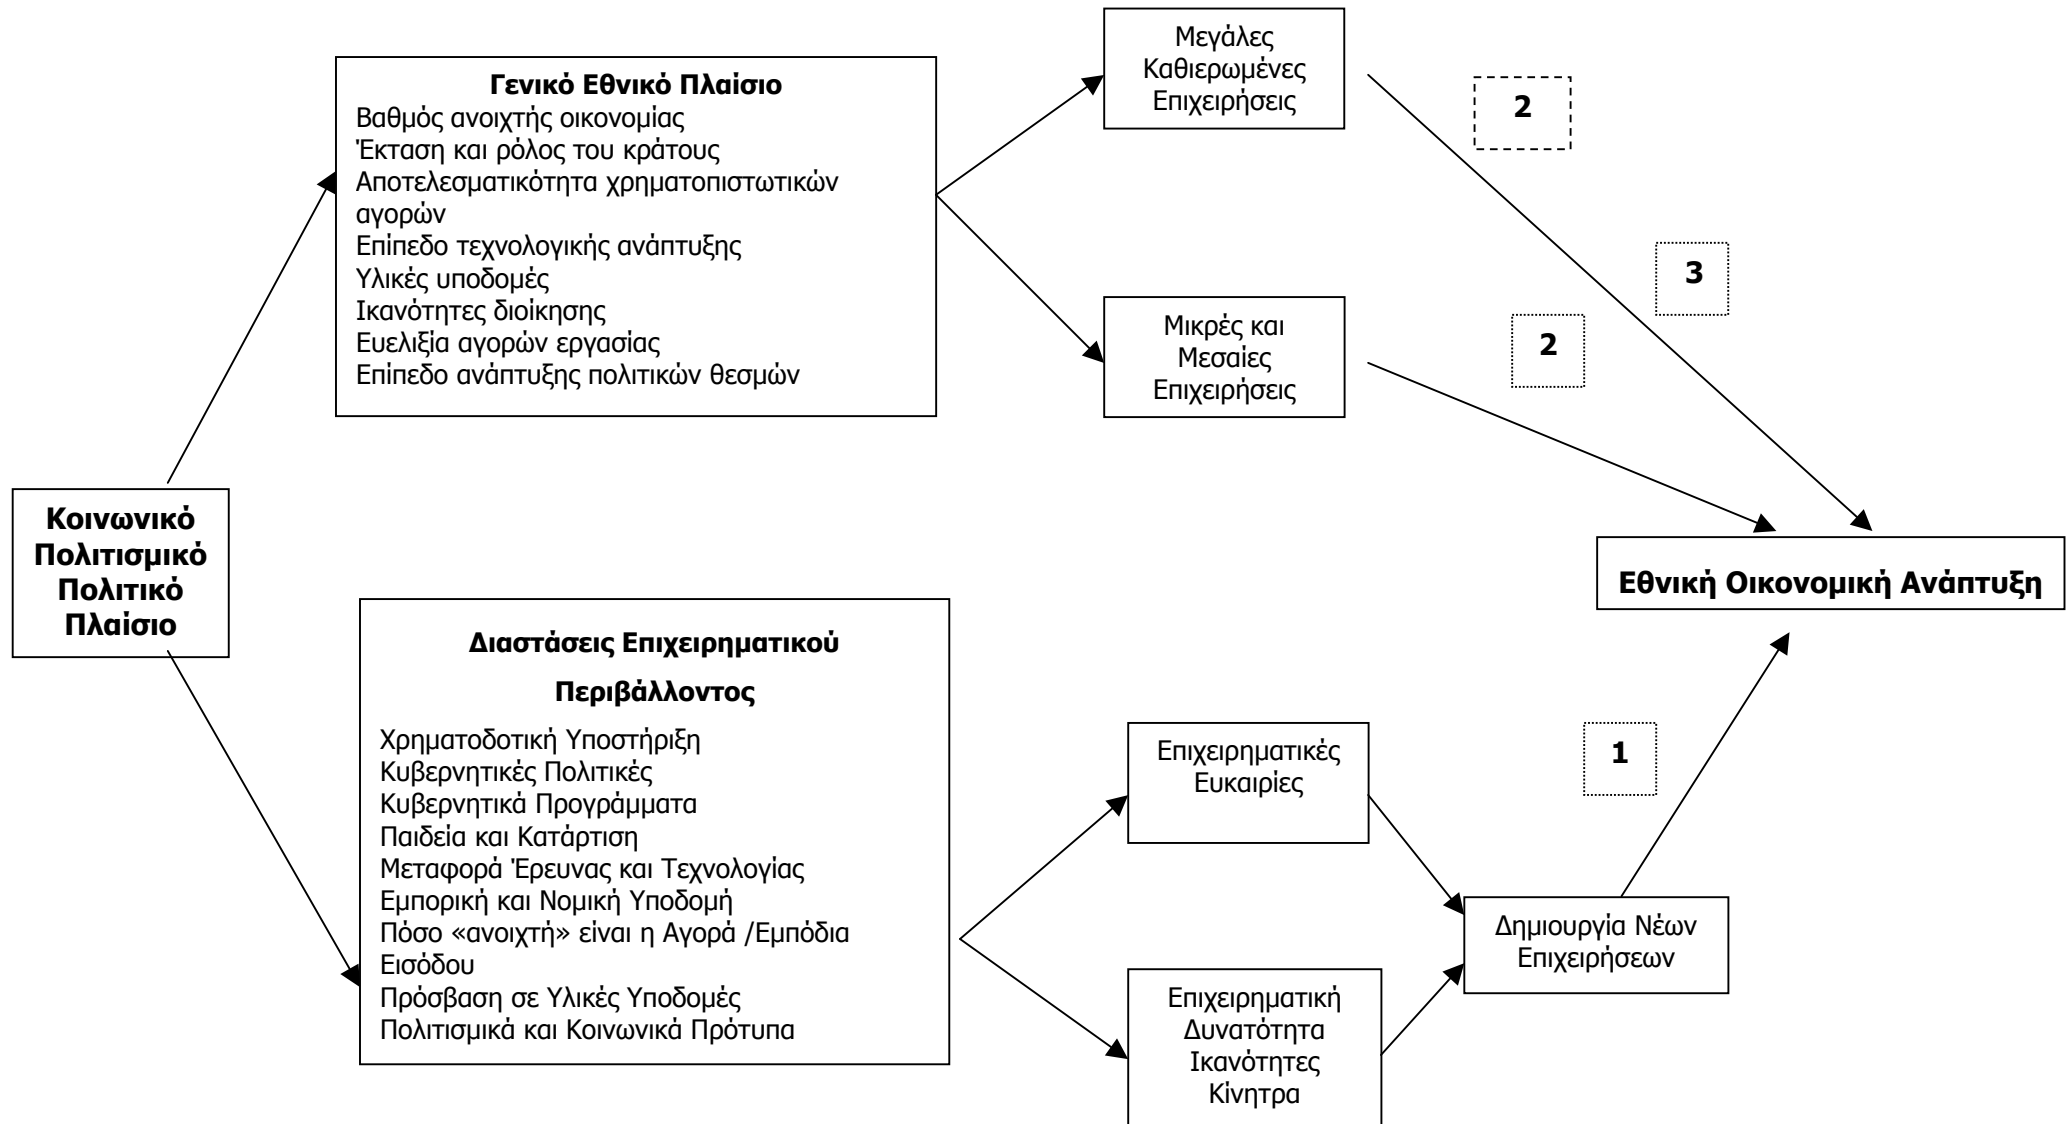 Κοινωνικό
Πολιτισμικό
Πολιτικό
Πλαίσιο
Γενικό Εθνικό Πλαίσιο
Βαθμός ανοιχτής οικονομίας
Έκταση και ρόλος του κράτους
Αποτελεσματικότητα χρηματοπιστωτικών
αγορών
Επίπεδο τεχνολογικής ανάπτυξης
Υλικές υποδομές
Ικανότητες διοίκησης
Ευελιξία αγορών εργασίας
Επίπεδο ανάπτυξης πολιτικών θεσμών
Διαστάσεις Επιχειρηματικού
Περιβάλλοντος
Χρηματοδοτική Υποστήριξη
Κυβερνητικές Πολιτικές
Κυβερνητικά Προγράμματα
Παιδεία και Κατάρτιση
Μεταφορά Έρευνας και Τεχνολογίας
Εμπορική και Νομική Υποδομή
Πόσο «ανοιχτή» είναι η Αγορά /Εμπόδια
Εισόδου
Πρόσβαση σε Υλικές Υποδομές
Πολιτισμικά και Κοινωνικά Πρότυπα
Μεγάλες
Καθιερωμένες
Επιχειρήσεις
Μικρές και
Μεσαίες
Επιχειρήσεις
Επιχειρηματικές
Ευκαιρίες
Επιχειρηματική
Δυνατότητα
Ικανότητες
Κίνητρα
Δημιουργία Νέων
Επιχειρήσεων
2
3
2
1
Εθνική Οικονομική Ανάπτυξη